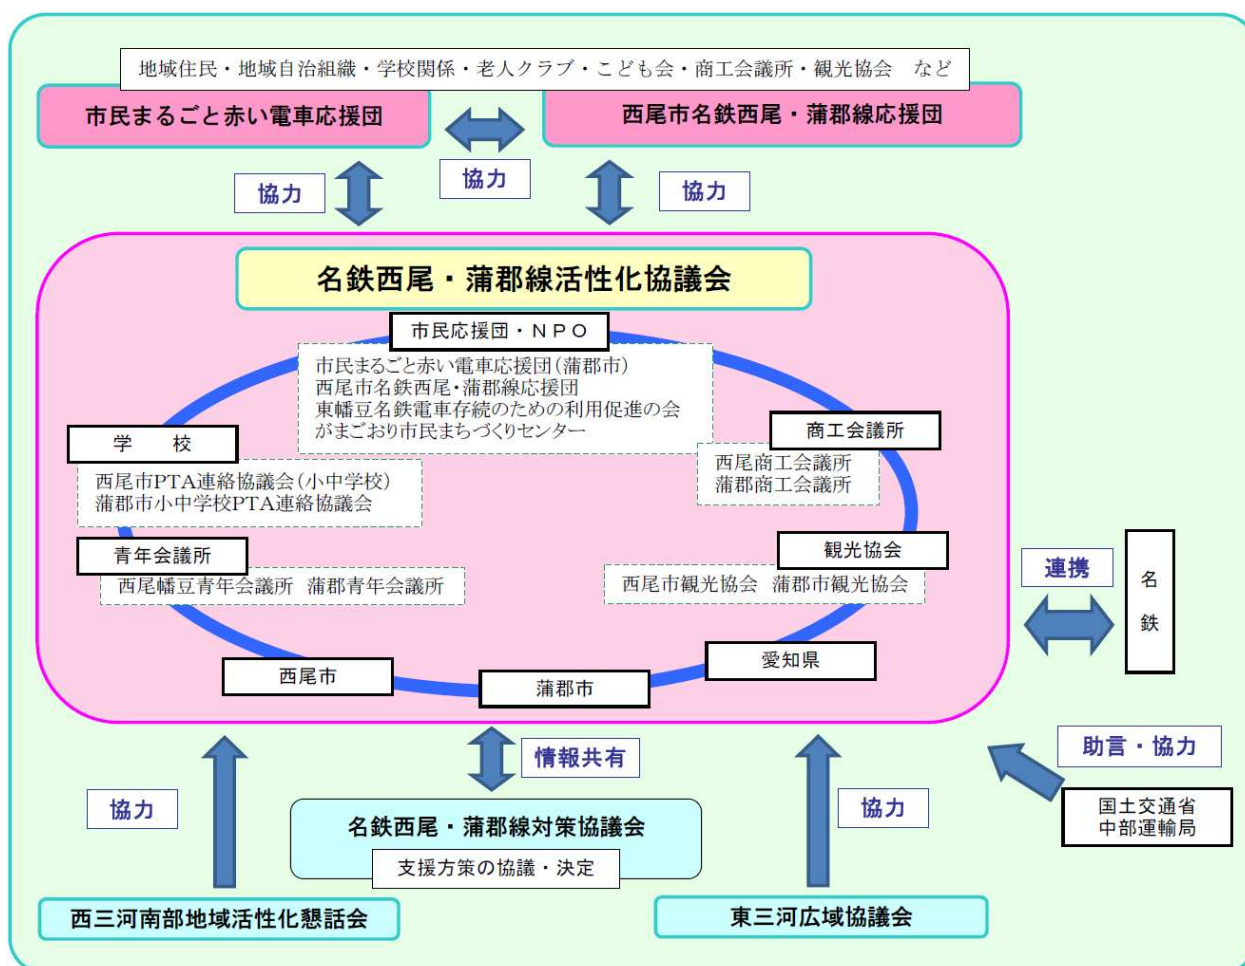 地域住民・地域自治組織・学校関係・老人クラブ・こども会・商工会議所・観光協会　など
市民まるごと赤い電車応援団
西尾市名鉄西尾・蒲郡線応援団
協力
協力
協力
名鉄西尾・蒲郡線活性化協議会
市民応援団・ＮＰＯ
市民まるごと赤い電車応援団(蒲郡市)
西尾市名鉄西尾・蒲郡線応援団
東幡豆名鉄電車存続のための利用促進の会
がまごおり市民まちづくりセンター
学　校
西尾市PTA連絡協議会(小中学校)
蒲郡市小中学校PTA連絡協議会
商工会議所
西尾商工会議所
蒲郡商工会議所
青年会議所
西尾幡豆青年会議所　蒲郡青年会議所
観光協会
西尾市観光協会　蒲郡市観光協会
西尾市
蒲郡市
愛知県
連携
名
鉄
協力
情報共有
名鉄西尾・蒲郡線対策協議会
支援方策の協議・決定
協力
助言・協力
国土交通省
中部運輸局
西三河南部地域活性化懇話会
東三河広域協議会